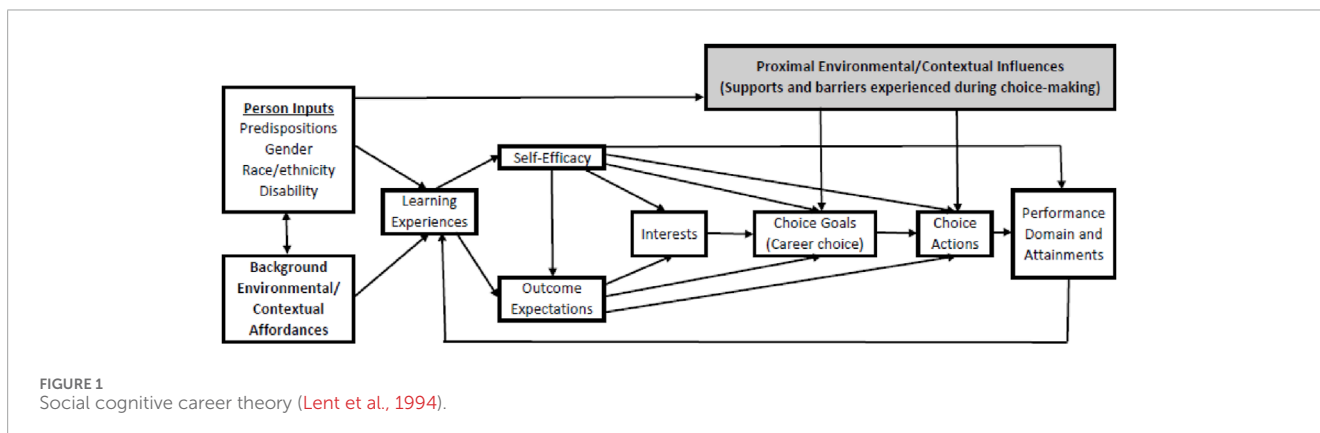 Proximal Environmental/Contextual Influences
(Supports and barriers experienced during choice-making)
Person Inputs
Predispositions
Gender
Race/ethnicity
Disability
Background
Environmental/
Contextual
Affordances
Learning
Experiences
Self-Efficacy
Outcome
Expectations
Interests
Choice Goals
(Career choice)
Choice
Actions
Performance
Domain and
Attainments
FIGURE 1
Social cognitive career theory (Lent et al., 1994).